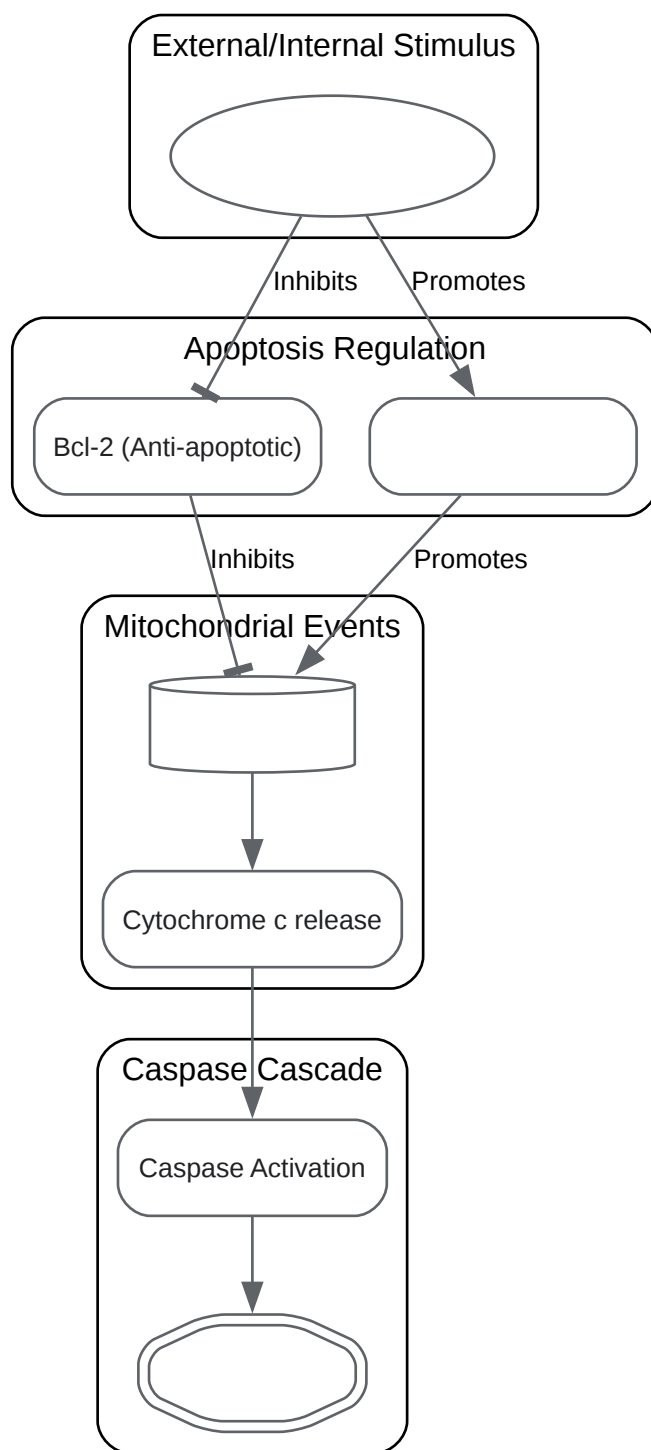 External/Internal Stimulus
Inhibits
Promotes
Apoptosis Regulation
Bcl-2 (Anti-apoptotic)
Inhibits
Promotes
Mitochondrial Events
Cytochrome c release
Caspase Cascade
Caspase Activation